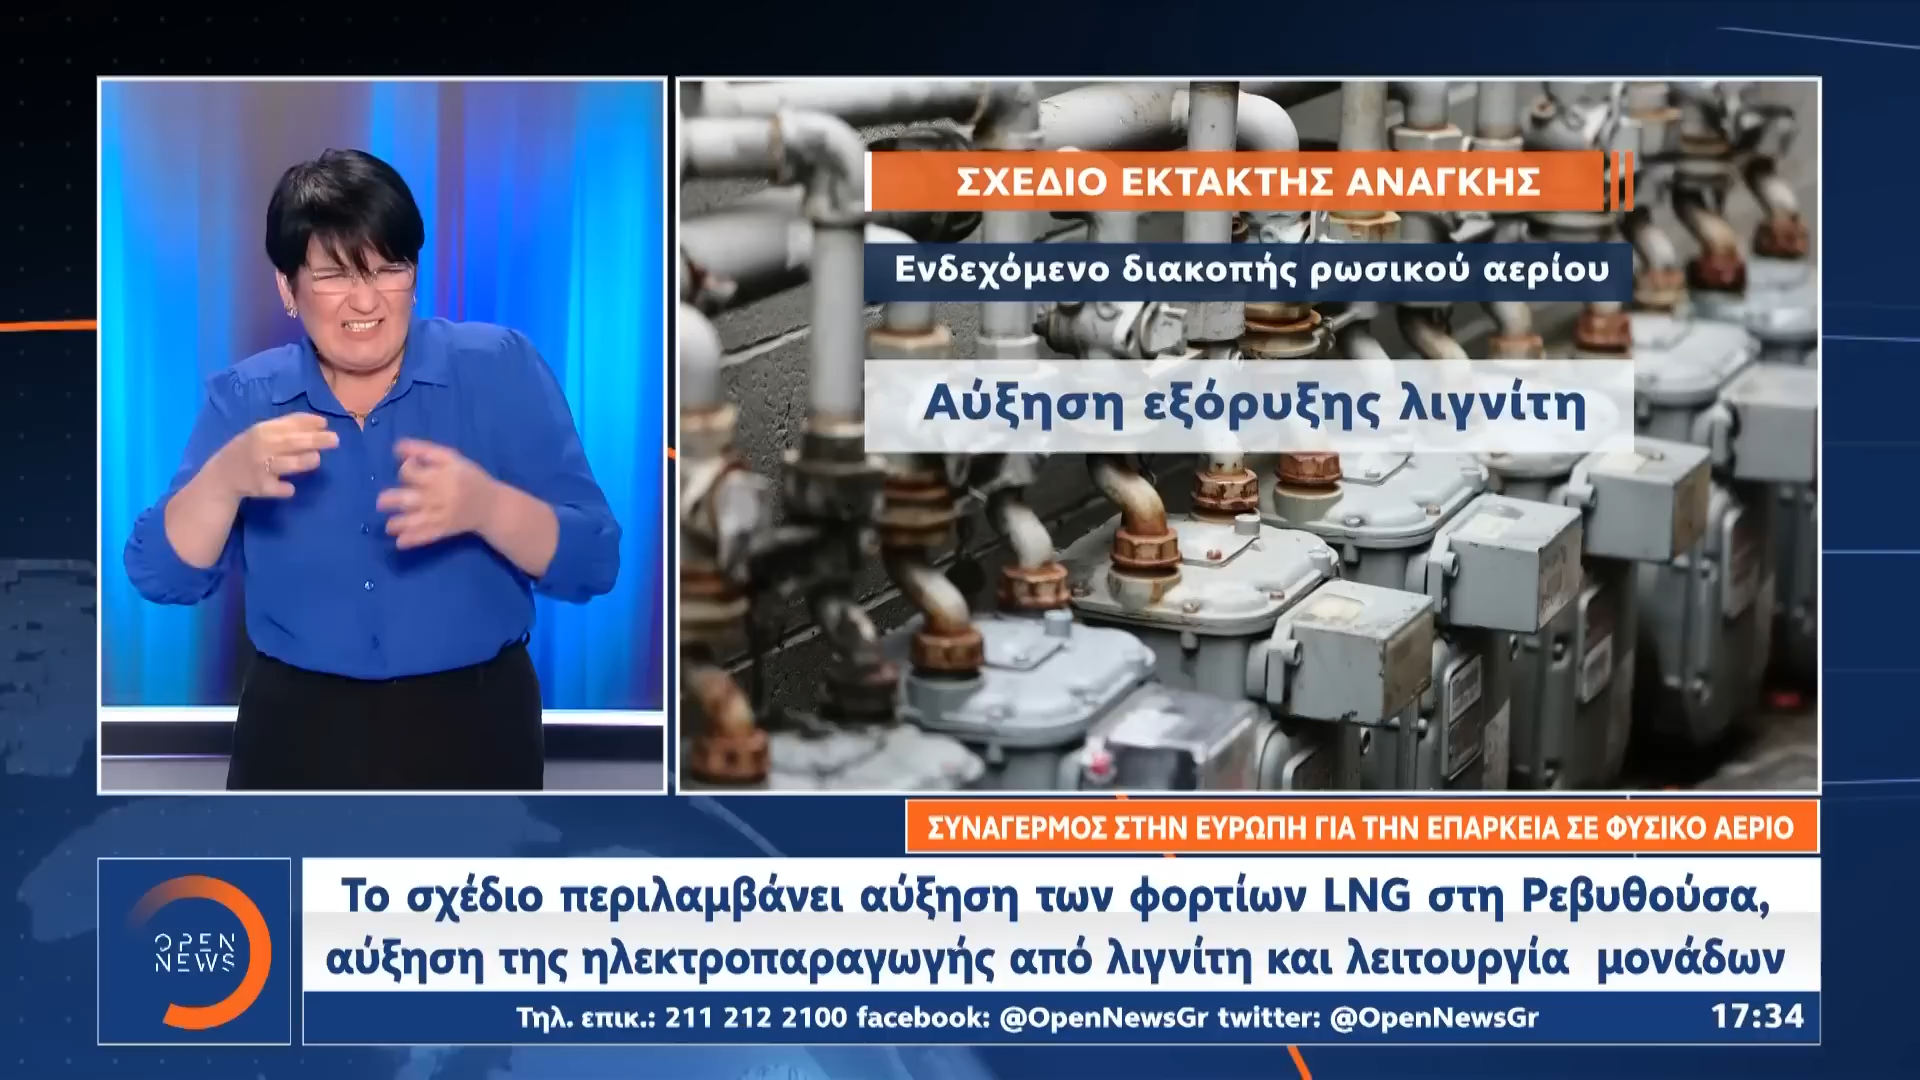 ΣΧΕΔΙΟ ΕΚΤΑΚΤΗΣ ΑΝΑΓΚΗΣ
Ενδεχόμενο διακοπής ρωσικού αερίου
Αύξηση εξόρυξης λιγνίτη
ΣΥΝΑΓΕΡΜΟΣ ΣΤΗΝ ΕΥΡΩΠΗ ΓΙΑ ΤΗΝ ΕΠΑΡΚΕΙΑ ΣΕ ΦΥΣΙΚΟ ΑΕΡΙΟ
OPEN
NEWS
Το σχέδιο περιλαμβάνει αύξηση των φορτίων LNG στη Ρεβυθούσα,
αύξηση της ηλεκτροπαραγωγής από λιγνίτη και λειτουργία μονάδων
Τηλ. επικ.: 211 212 2100 facebook: @OpenNewsGr twitter: @OpenNewsGr
17:34